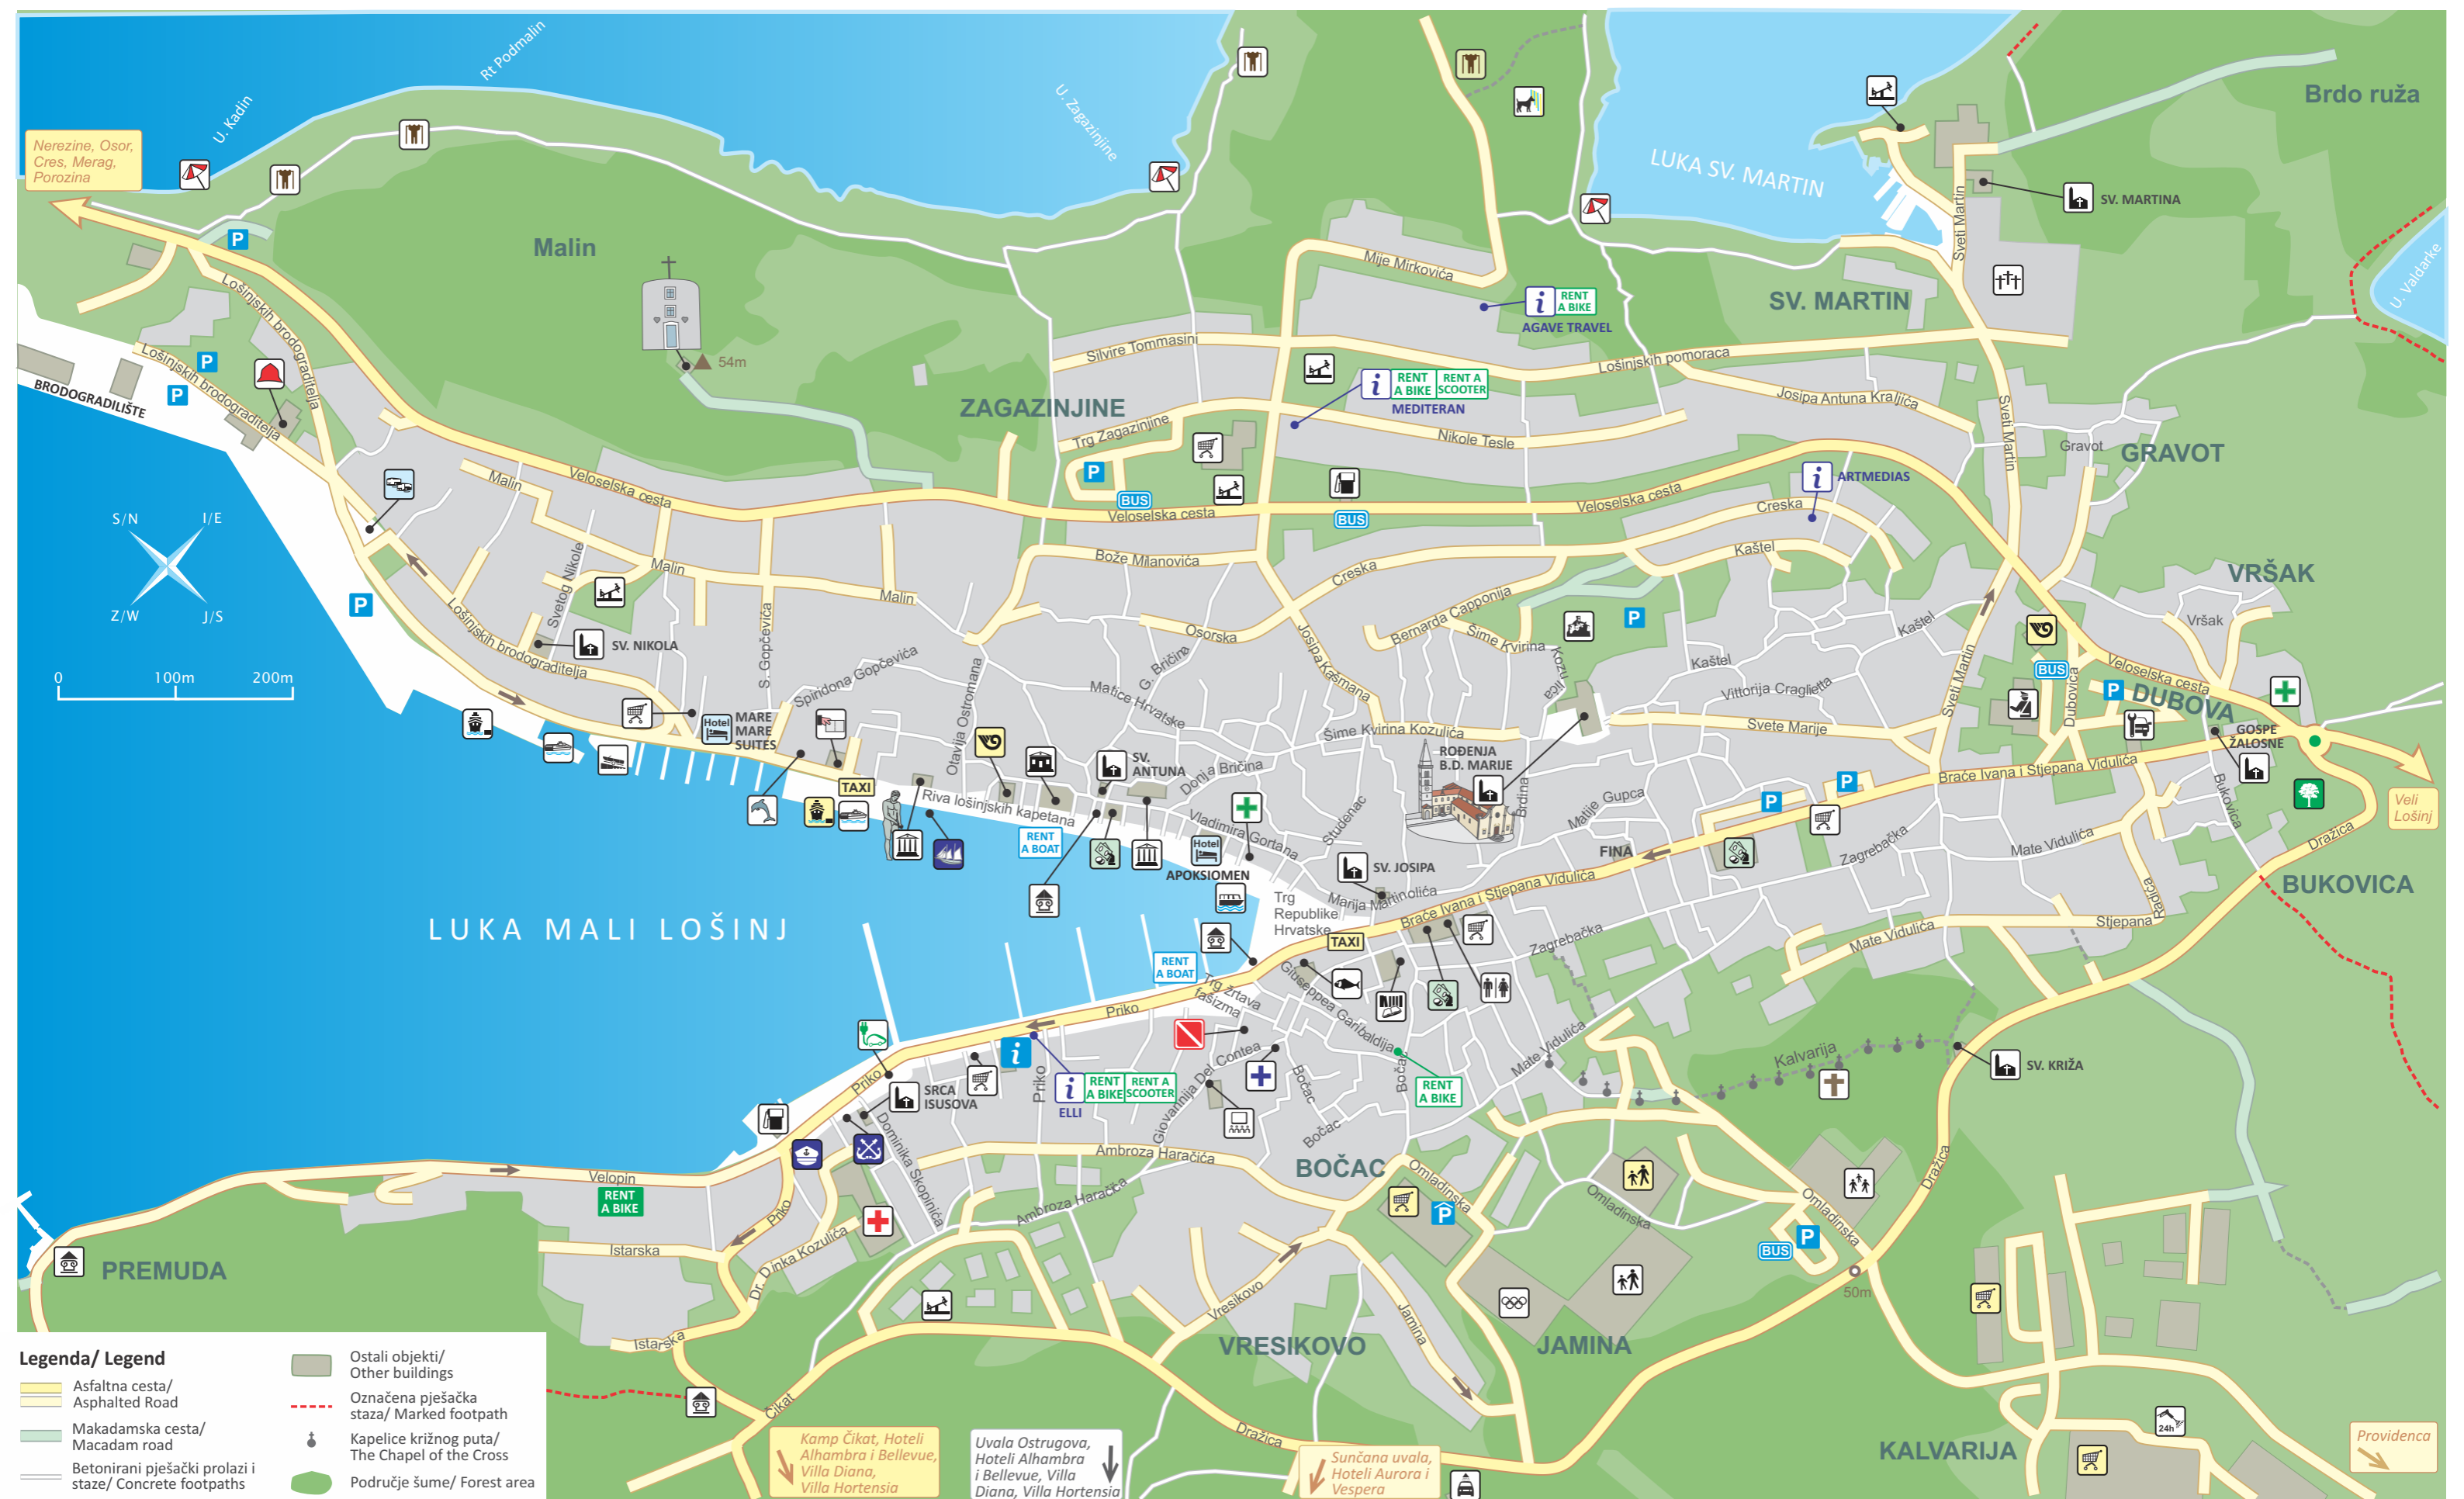 Rt Podmalin
U. Kadin
U. Zagazinjine
LUKA SV. MARTIN
Brdo ruža
Nerezine, Osor,
Cres, Merag,
Porozina
P
Malin
54m
Sveti Martin
SV. MARTINA
U. Valdarke
Mije Mirkovića
i
RENT
A BIKE
AGAVE TRAVEL
SV. MARTIN
Lošinjskih brodograditelja
Lošinjskih brodograditelja
P
P
BRODOGRADILIŠTE
Silvire Tommasini
Lošinjskih pomoraca
Josipa Antuna Kraljića
i
RENT
A BIKE
RENT A
SCOOTER
MEDITERAN
ZAGAZINJINE
Trg Zagazinjine
Nikole Tesle
P
BUS
Sveti Martin
Gravot
GRAVOT
i
ARTMEDIAS
Malin
Veloselska cesta
Veloselska cesta
BUS
Veloselska cesta
Creska
Kaštel
S/N
I/E
Z/W
J/S
0
100m
200m
P
Svetog Nikole
Malin
Malin
Bože Milanovića
Creska
Osorska
Josipa Kašmana
Bernarda Capponija
Šime Kvirina
Kozu
lića
P
Kaštel
Kaštel
VRŠAK
Vršak
Lošinjskih brodograditelja
SV. NIKOLA
S. Gopčevića
Spiridona Gopčevića
Otavija Ostromana
G. Bričina
Matice Hrvatske
Vittorija Craglietta
Svete Marije
Sveti Martin
BUS
Dubovica
Veloselska cesta
P
DUBOVA
GOSPE
ŽALOSNE
Hotel
MARE
MARE
SUITES
TAXI
Riva lošinjskih kapetana
SV.
ANTUNA
Donja Bričina
Šime Kvirina Kozulića
ROĐENJA
B.D. MARIJE
Brdina
Matije Gupca
Studenac
Vladimira Gortana
P
P
Braće Ivana i Stjepana Vidulića
Bukovica
Veli
Lošinj
Dražica
RENT
A BOAT
Hotel
APOKSIOMEN
SV. JOSIPA
Marija Martinolića
FINA
Braće Ivana i Stjepana Vidulića
Zagrebačka
Mate Vidulića
Stjepana
Radića
BUKOVICA
LUKA MALI LOŠINJ
Trg
Republike
Hrvatske
TAXI
Zagrebačka
Mate Vidulića
RENT
A BOAT
Priko
Trg žrtava
fašizma
Giuseppea Garibaldija
Mate Vidulića
Kalvarija
SV. KRIŽA
i
Priko
SRCA
ISUSOVA
Priko
i
RENT
A BIKE
RENT A
SCOOTER
ELLI
Giovannija Del Contea
Bočac
Bočac
Bočac
RENT
A BIKE
Dominika Skopinića
Ambroza Haračića
BOČAC
Omladinska
P
Omladinska
Omladinska
Dražica
BUS
P
50m
Velopin
RENT
A BIKE
Priko
Istarska
Dr. Dinka Kozulića
Ambroza Haračića
Vresikovo
VRESIKOVO
Jamina
JAMINA
PREMUDA
Istarska
Čikat
Dražica
KALVARIJA
24h
Providenca
Legenda/ Legend
Asfaltna cesta/
Asphalted Road
Makadamska cesta/
Macadam road
Betonirani pješački prolazi i
staze/ Concrete footpaths
Ostali objekti/
Other buildings
Označena pješačka
staza/ Marked footpath
Kapelice križnog puta/
The Chapel of the Cross
Područje šume/ Forest area
Kamp Čikat, Hoteli
Alhambra i Bellevue,
Villa Diana,
Villa Hortensia
Uvala Ostrugova,
Hoteli Alhambra
i Bellevue, Villa
Diana, Villa Hortensia
Sunčana uvala,
Hoteli Aurora i
Vespera